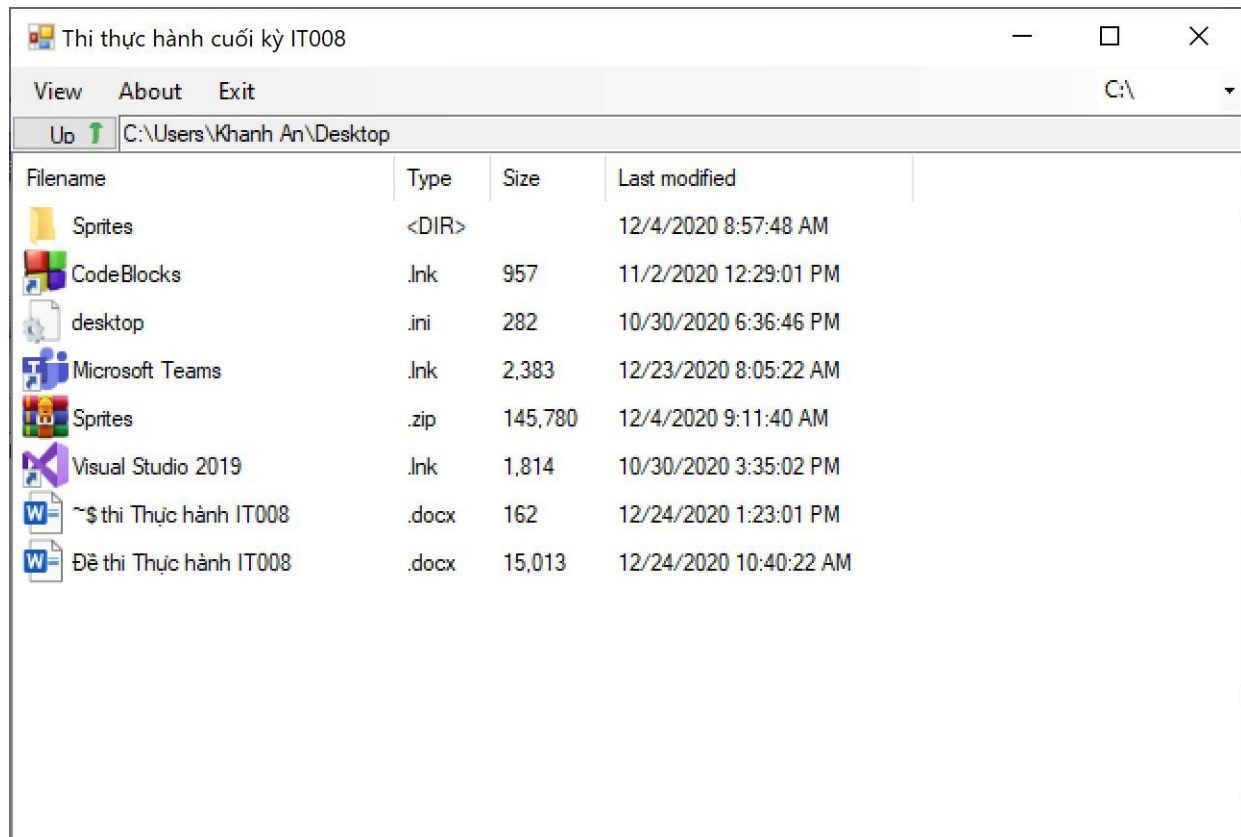 Thi thực hành cuối kỳ IT008
View About Exit C:\
Up C:\Users\Khanh An\Desktop
Filename Type Size Last modified
Sprites <DIR> 12/4/2020 8:57:48 AM
CodeBlocks .lnk 957 11/2/2020 12:29:01 PM
desktop .ini 282 10/30/2020 6:36:46 PM
Microsoft Teams .lnk 2,383 12/23/2020 8:05:22 AM
Sprites .zip 145,780 12/4/2020 9:11:40 AM
Visual Studio 2019 .lnk 1,814 10/30/2020 3:35:02 PM
~$ thi Thực hành IT008 .docx 162 12/24/2020 1:23:01 PM
Đề thi Thực hành IT008 .docx 15,013 12/24/2020 10:40:22 AM